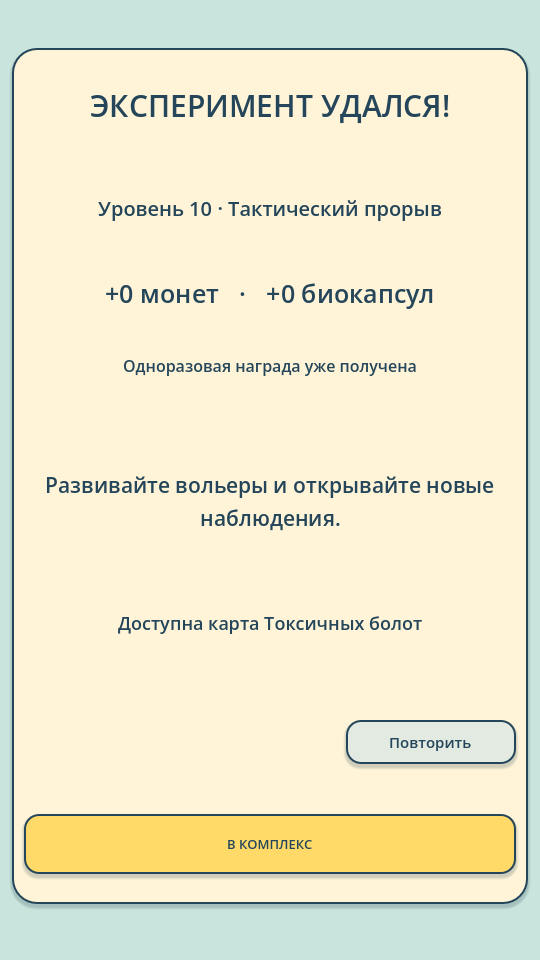 ЭКСПЕРИМЕНТ УДАЛСЯ!
Уровень 10 · Тактический прорыв
+0 монет · +0 биокапсул
Одноразовая награда уже получена
Развивайте вольеры и открывайте новые
наблюдения.
Доступна карта Токсичных болот
Повторить
В КОМПЛЕКС